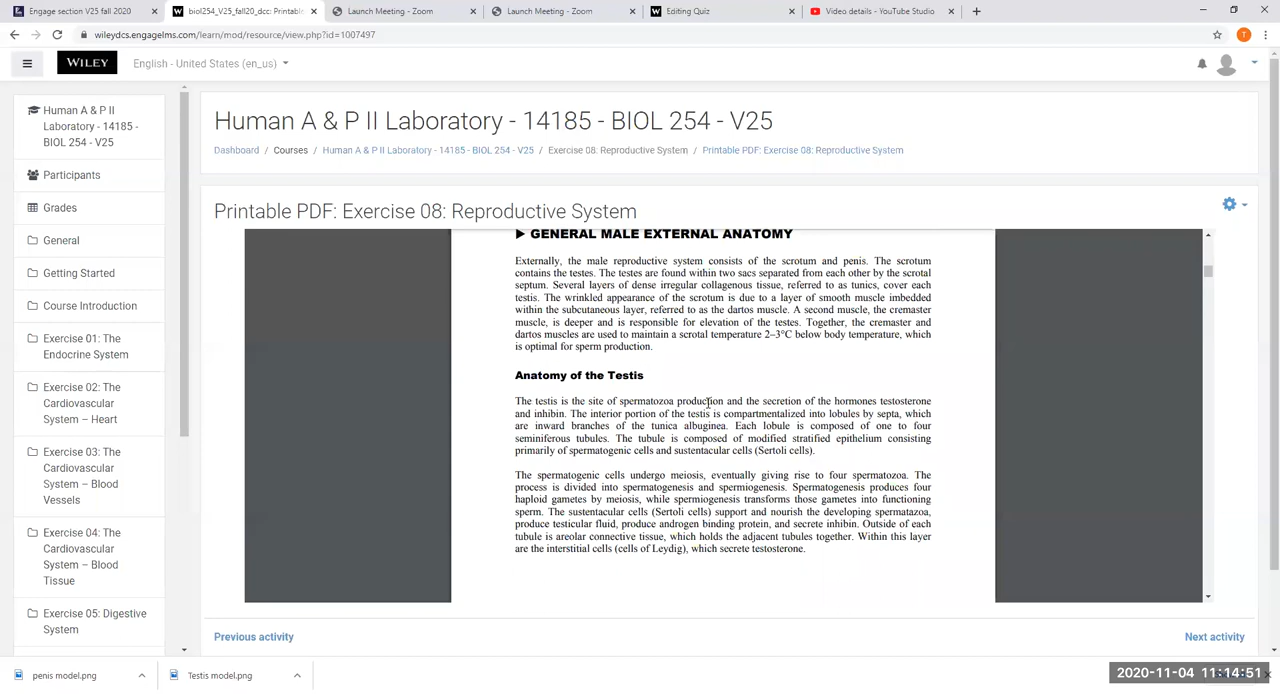 Engage section V25 fall 2020
biol254_V25_fall20_dcc: Printable
Launch Meeting - Zoom
Launch Meeting - Zoom
Editing Quiz
Video details - YouTube Studio
wileydcs.engagelms.com/learn/mod/resource/view.php?id=1007497
T
WILEY
English - United States (en_us)
Human A & P II Laboratory - 14185 - BIOL 254 - V25
Participants
Grades
General
Getting Started
Course Introduction
Exercise 01: The Endocrine System
Exercise 02: The Cardiovascular System – Heart
Exercise 03: The Cardiovascular System – Blood Vessels
Exercise 04: The Cardiovascular System – Blood Tissue
Exercise 05: Digestive System
Human A & P II Laboratory - 14185 - BIOL 254 - V25
Dashboard / Courses / Human A & P II Laboratory - 14185 - BIOL 254 - V25 / Exercise 08: Reproductive System / Printable PDF: Exercise 08: Reproductive System
Printable PDF: Exercise 08: Reproductive System
▶ GENERAL MALE EXTERNAL ANATOMY
Externally, the male reproductive system consists of the scrotum and penis. The scrotum
contains the testes. The testes are found within two sacs separated from each other by the scrotal
septum. Several layers of dense irregular collagenous tissue, referred to as tunics, cover each
testis. The wrinkled appearance of the scrotum is due to a layer of smooth muscle imbedded
within the subcutaneous layer, referred to as the dartos muscle. A second muscle, the cremaster
muscle, is deeper and is responsible for elevation of the testes. Together, the cremaster and
dartos muscles are used to maintain a scrotal temperature 2–3°C below body temperature, which
is optimal for sperm production.
Anatomy of the Testis
The testis is the site of spermatozoa production and the secretion of the hormones testosterone
and inhibin. The interior portion of the testis is compartmentalized into lobules by septa, which
are inward branches of the tunica albuginea. Each lobule is composed of one to four
seminiferous tubules. The tubule is composed of modified stratified epithelium consisting
primarily of spermatogenic cells and sustentacular cells (Sertoli cells).
The spermatogenic cells undergo meiosis, eventually giving rise to four spermatozoa. The
process is divided into spermatogenesis and spermiogenesis. Spermatogenesis produces four
haploid gametes by meiosis, while spermiogenesis transforms those gametes into functioning
sperm. The sustentacular cells (Sertoli cells) support and nourish the developing spermatazoa,
produce testicular fluid, produce androgen binding protein, and secrete inhibin. Outside of each
tubule is areolar connective tissue, which holds the adjacent tubules together. Within this layer
are the interstitial cells (cells of Leydig), which secrete testosterone.
Previous activity
Next activity
penis model.png
Testis model.png
2020-11-04 11:14:51